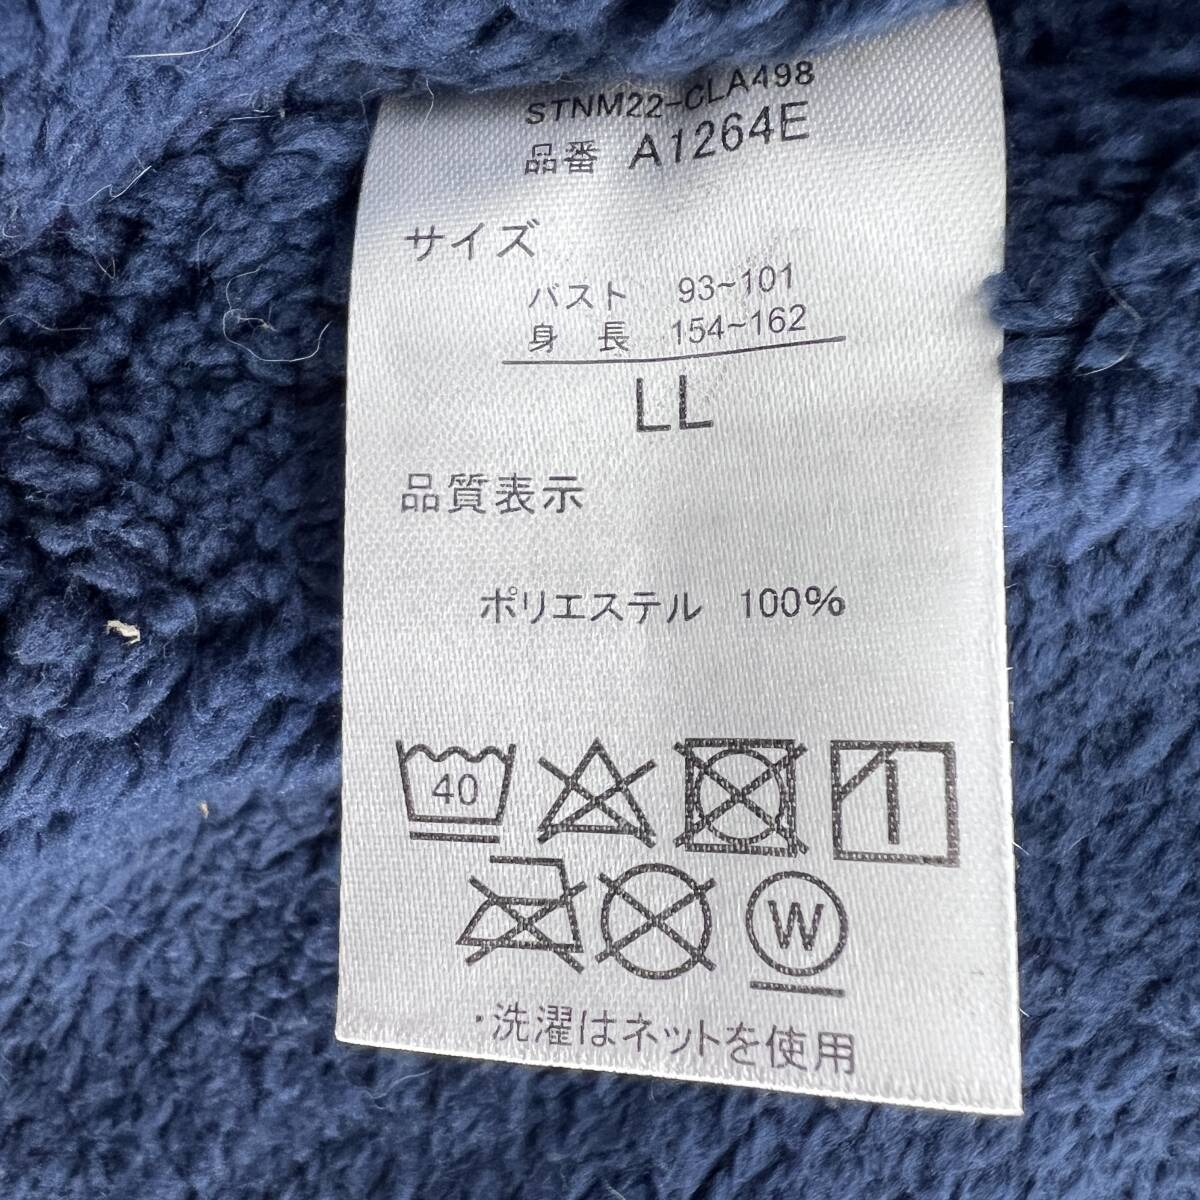 STNM22-CLA498
品番 A1264E
サイズ
バスト 93~101
身長 154~162
LL
品質表示
ポリエステル 100%
40
W
・洗濯はネットを使用